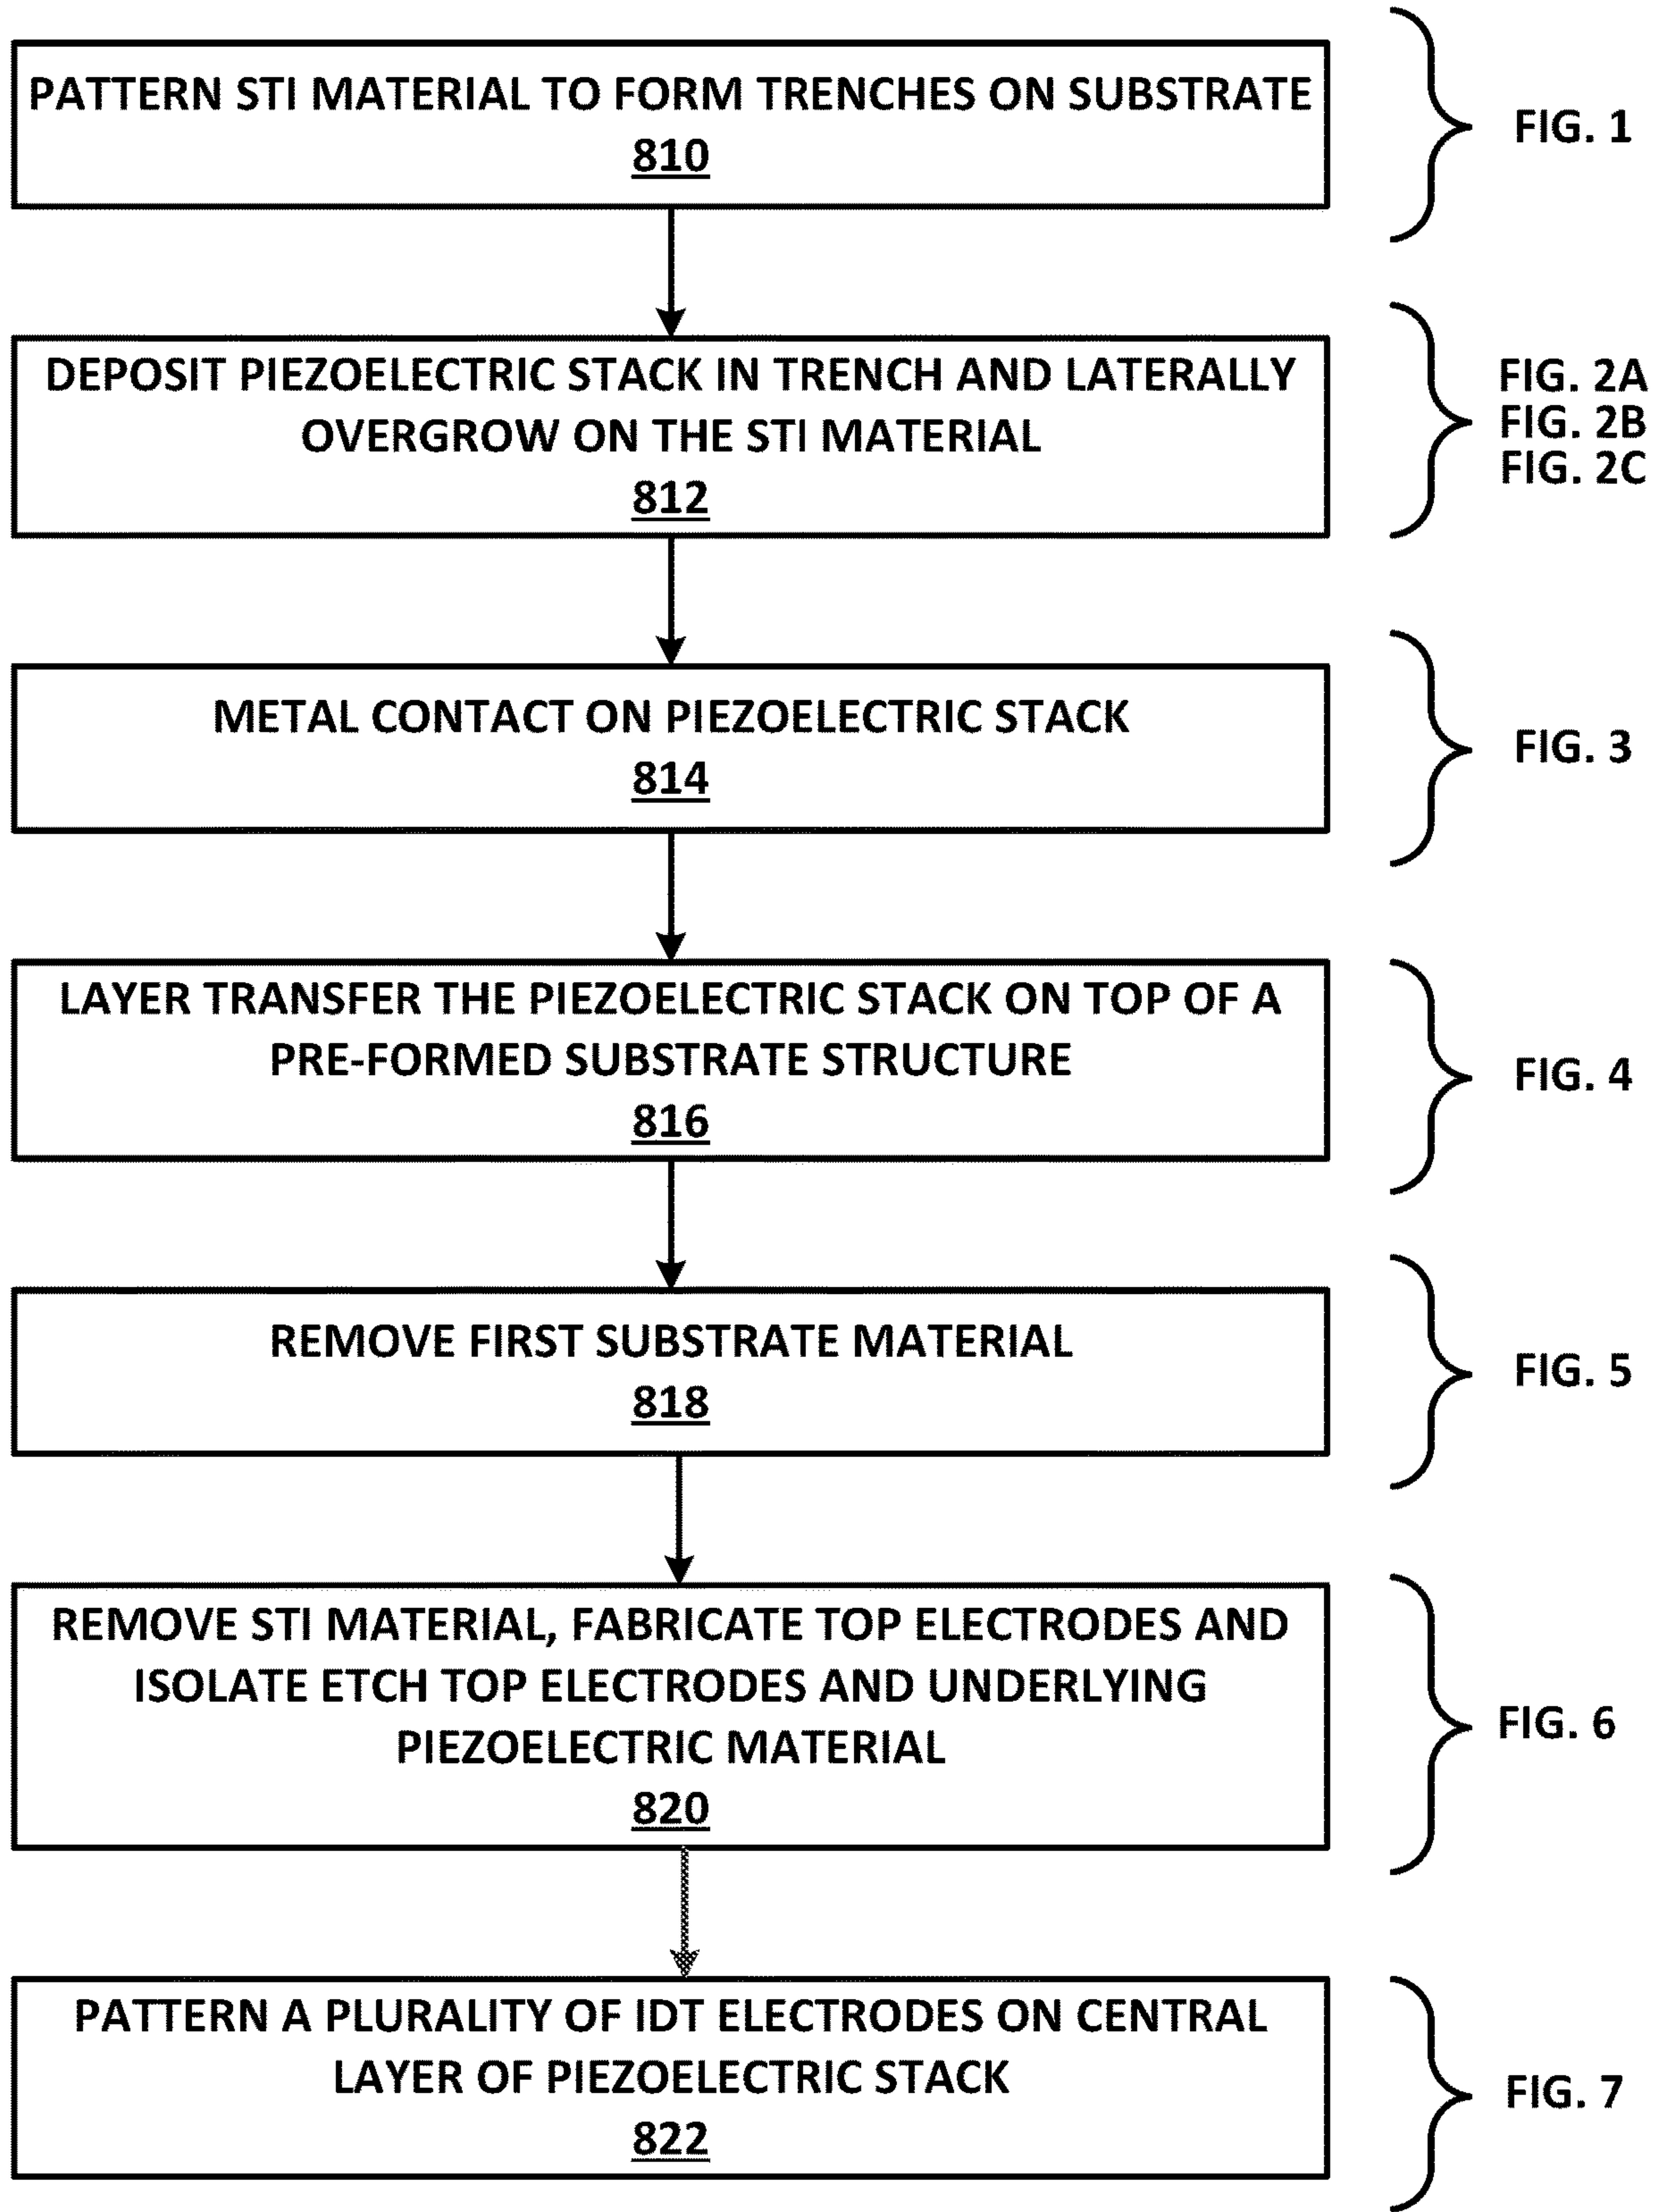 PATTERN STI MATERIAL TO FORM TRENCHES ON SUBSTRATE
810
FIG. 1
DEPOSIT PIEZOELECTRIC STACK IN TRENCH AND LATERALLY
OVERGROW ON THE STI MATERIAL
812
FIG. 2A
FIG. 2B
FIG. 2C
METAL CONTACT ON PIEZOELECTRIC STACK
814
FIG. 3
LAYER TRANSFER THE PIEZOELECTRIC STACK ON TOP OF A
PRE-FORMED SUBSTRATE STRUCTURE
816
FIG. 4
REMOVE FIRST SUBSTRATE MATERIAL
818
FIG. 5
REMOVE STI MATERIAL, FABRICATE TOP ELECTRODES AND
ISOLATE ETCH TOP ELECTRODES AND UNDERLYING
PIEZOELECTRIC MATERIAL
820
FIG. 6
PATTERN A PLURALITY OF IDT ELECTRODES ON CENTRAL
LAYER OF PIEZOELECTRIC STACK
822
FIG. 7